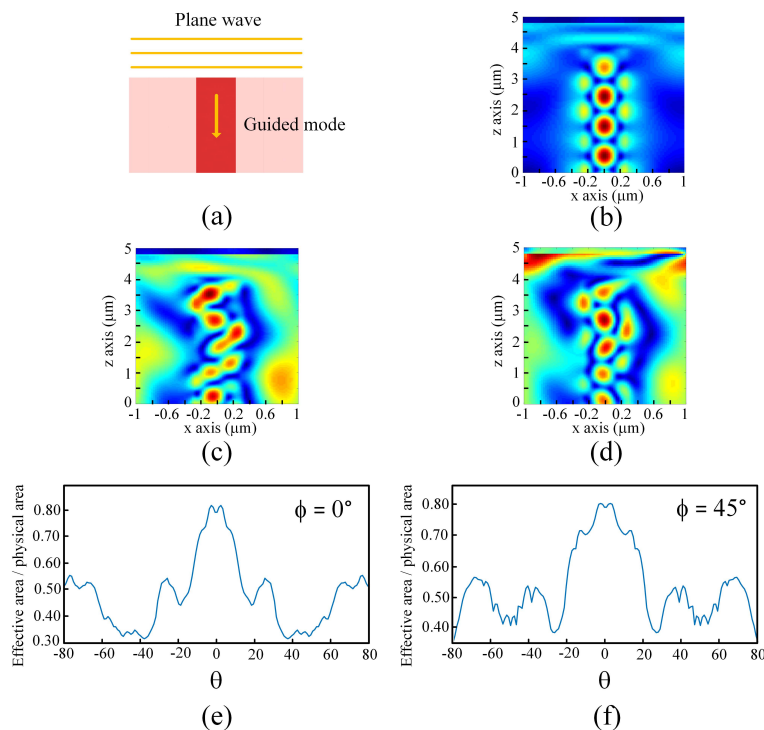 Plane wave
Guided mode
(a)
5
4
3
2
1
0
z axis (μm)
-1 -0.6 -0.2 0.2 0.6 1
x axis (μm)
(b)
5
4
3
2
1
0
z axis (μm)
-1 -0.6 -0.2 0.2 0.6 1
x axis (μm)
(c)
5
4
3
2
1
0
z axis (μm)
-1 -0.6 -0.2 0.2 0.6 1
x axis (μm)
(d)
Effective area / physical area
0.80
0.70
0.50
0.40
0.30
ϕ = 0°
-80 -60 -40 -20 0 20 40 60 80
θ
(e)
Effective area / physical area
0.80
0.70
0.60
0.50
0.40
ϕ = 45°
-80 -60 -40 -20 0 20 40 60 80
θ
(f)